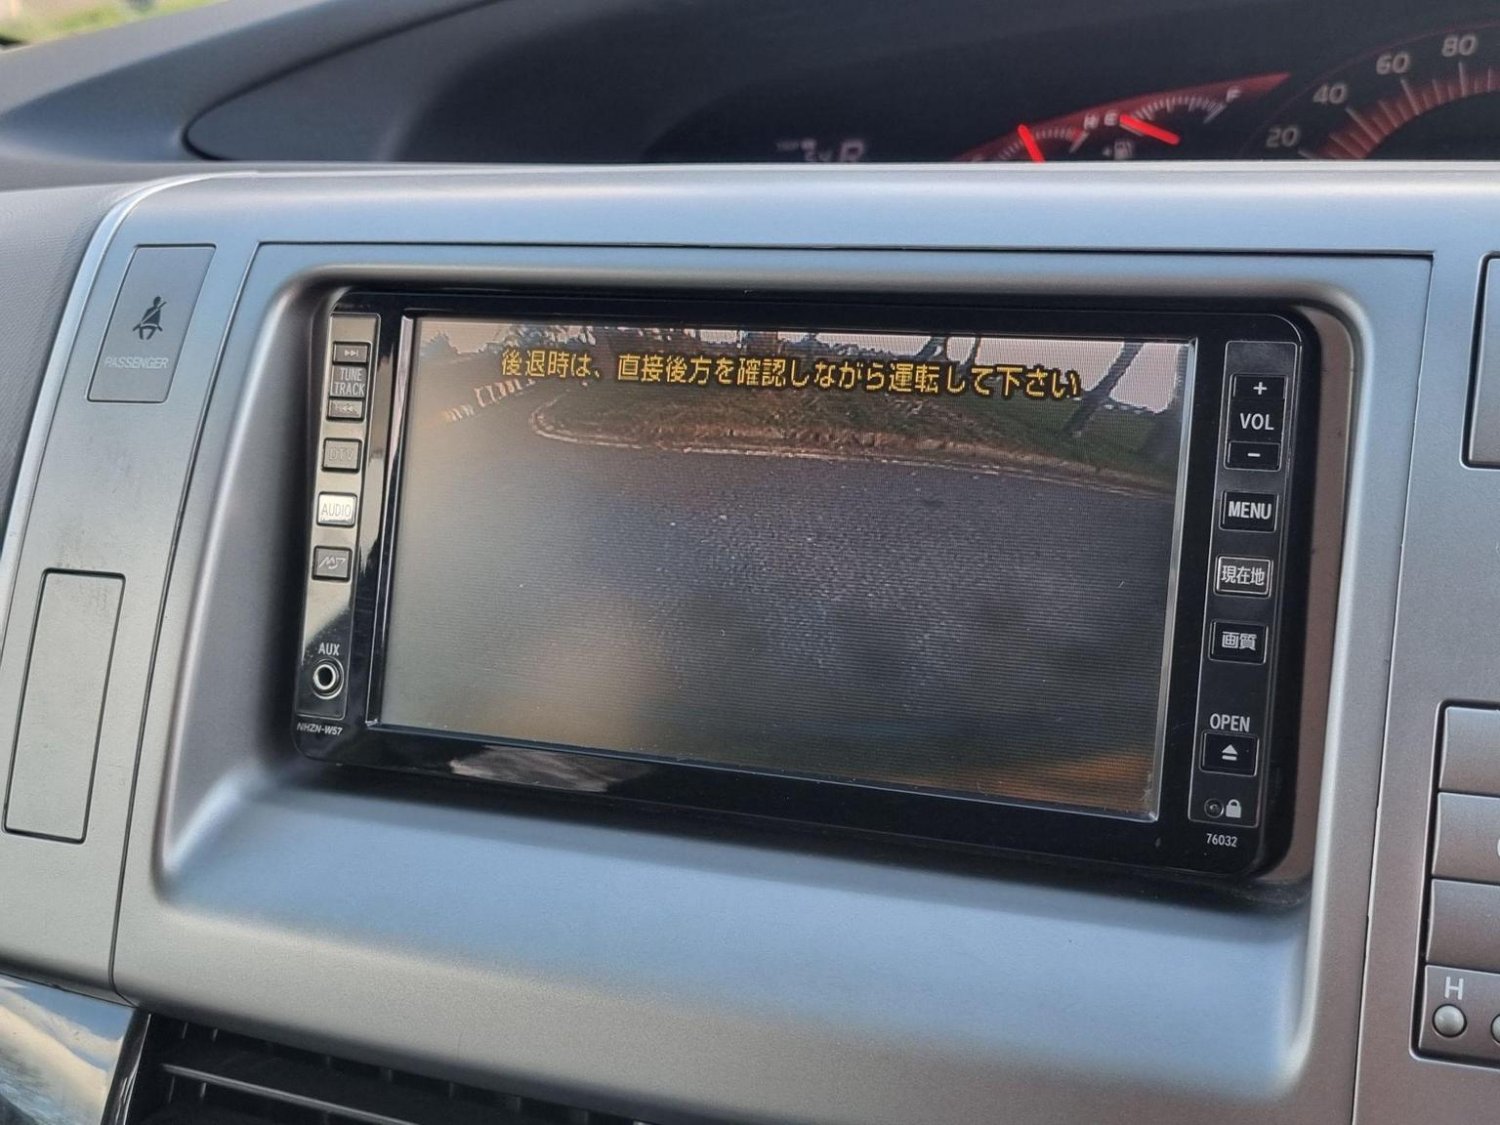 20
40
60
80
E
F
R
PASSENGER
後退時は、直接後方を確認しながら運転して下さい
TUNE
TRACK
DTV
AUDIO
AUX
NHZN-W57
+
VOL
-
MENU
現在地
画質
OPEN
76032
H